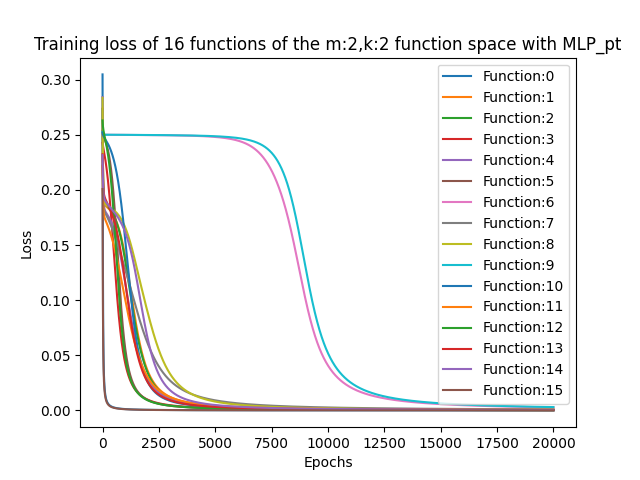 Training loss of 16 functions of the m:2,k:2 function space with MLP_pt
Loss
0.30
0.25
0.20
0.15
0.10
0.05
0.00
Function:0
Function:1
Function:2
Function:3
Function:4
Function:5
Function:6
Function:7
Function:8
Function:9
Function:10
Function:11
Function:12
Function:13
Function:14
Function:15
0 2500 5000 7500 10000 12500 15000 17500 20000
Epochs